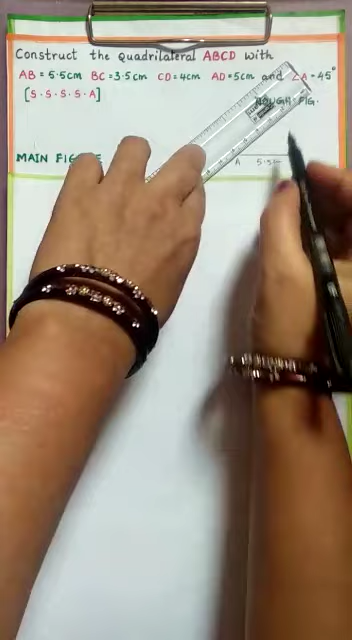 Construct the Quadrilateral ABCD with
AB = 5·5cm BC = 3·5cm CD = 4cm AD = 5cm and ∠A = 45°
[S·S·S·S·A]
ROUGH FIG.
MAIN FIGURE
A 5·5